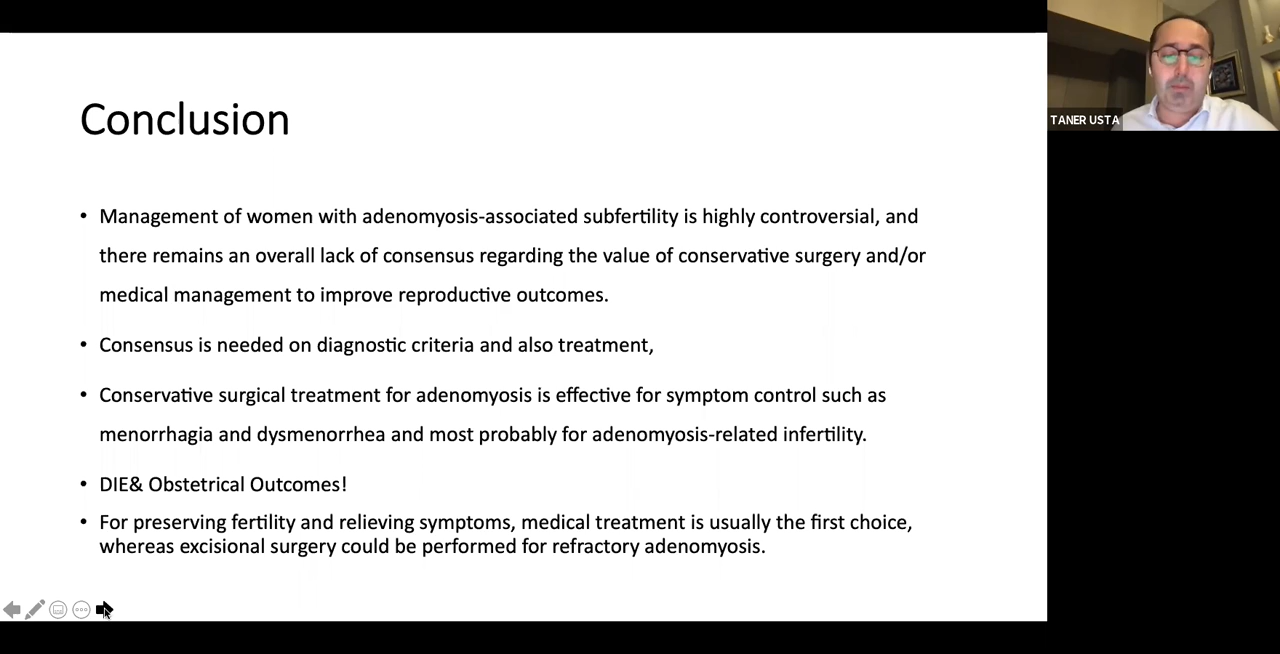 Conclusion
• Management of women with adenomyosis-associated subfertility is highly controversial, and
there remains an overall lack of consensus regarding the value of conservative surgery and/or
medical management to improve reproductive outcomes.
• Consensus is needed on diagnostic criteria and also treatment,
• Conservative surgical treatment for adenomyosis is effective for symptom control such as
menorrhagia and dysmenorrhea and most probably for adenomyosis-related infertility.
• DIE& Obstetrical Outcomes!
• For preserving fertility and relieving symptoms, medical treatment is usually the first choice,
whereas excisional surgery could be performed for refractory adenomyosis.
TANER USTA